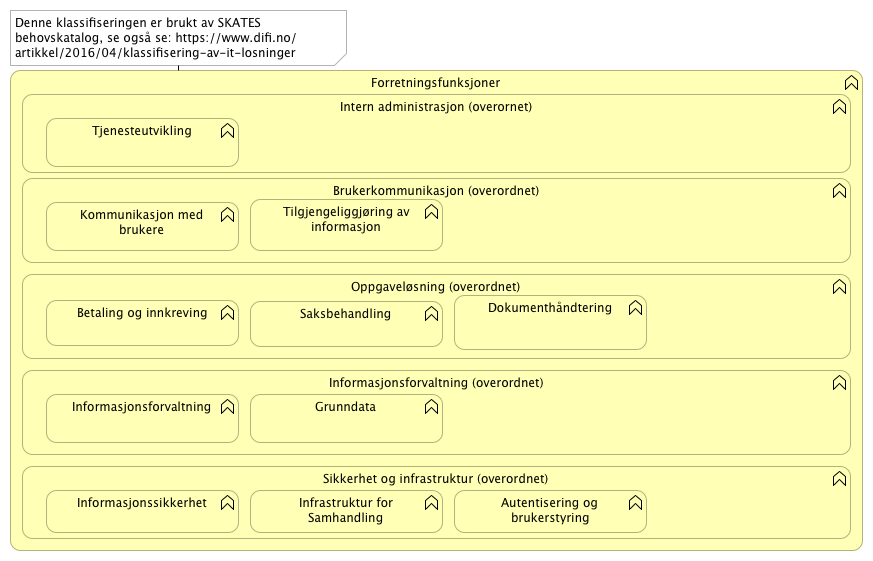 Denne klassifiseringen er brukt av SKATES
behovskatalog, se også se: https://www.difi.no/
artikkel/2016/04/klassifisering-av-it-losninger
Forretningsfunksjoner
Intern administrasjon (overornet)
Tjenesteutvikling
Brukerkommunikasjon (overordnet)
Kommunikasjon med
brukere
Tilgjengeliggjøring av
informasjon
Oppgaveløsning (overordnet)
Betaling og innkreving
Saksbehandling
Dokumenthåndtering
Informasjonsforvaltning (overordnet)
Informasjonsforvaltning
Grunndata
Sikkerhet og infrastruktur (overordnet)
Informasjonssikkerhet
Infrastruktur for
Samhandling
Autentisering og
brukerstyring